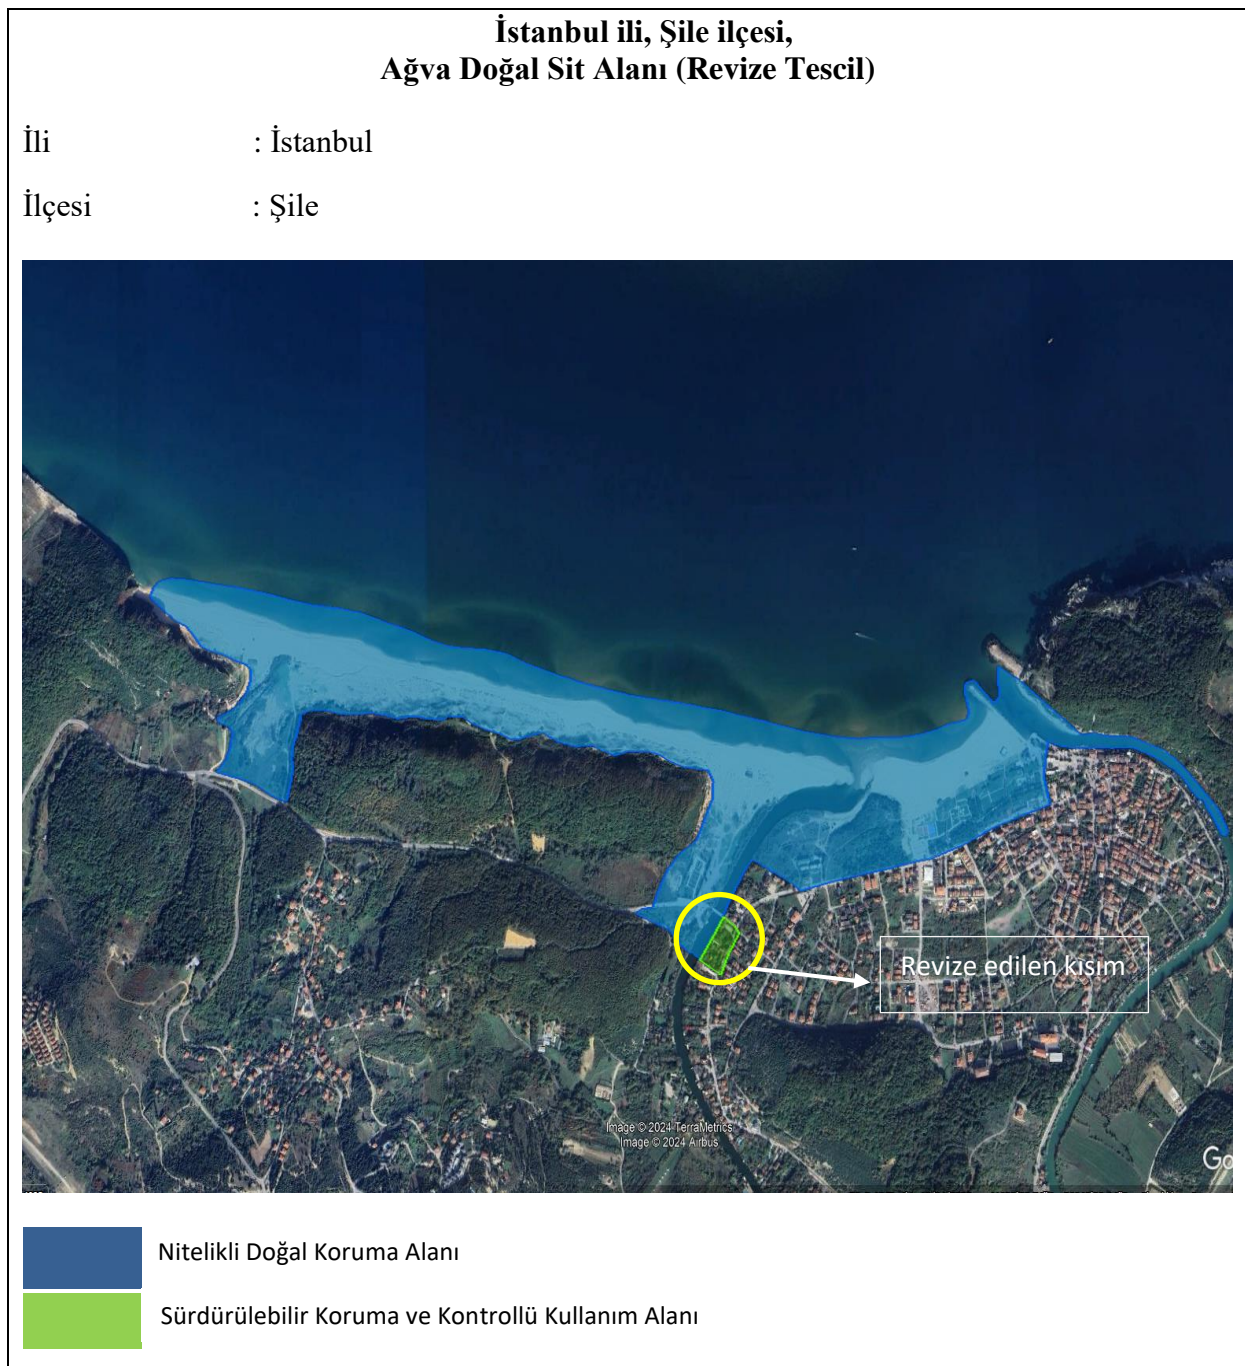 İstanbul ili, Şile ilçesi,
Ağva Doğal Sit Alanı (Revize Tescil)
İli : İstanbul
İlçesi : Şile
Revize edilen kısım
Image © 2024 TerraMetrics
Image © 2024 Airbus
Go
Nitelikli Doğal Koruma Alanı
Sürdürülebilir Koruma ve Kontrollü Kullanım Alanı